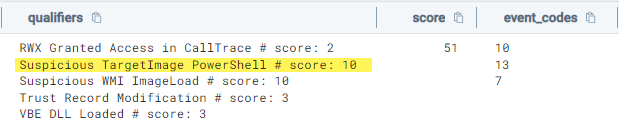 qualifiers score event_codes
RWX Granted Access in CallTrace # score: 2 51 10
Suspicious TargetImage PowerShell # score: 10 13
Suspicious WMI ImageLoad # score: 10 7
Trust Record Modification # score: 3
VBE DLL Loaded # score: 3